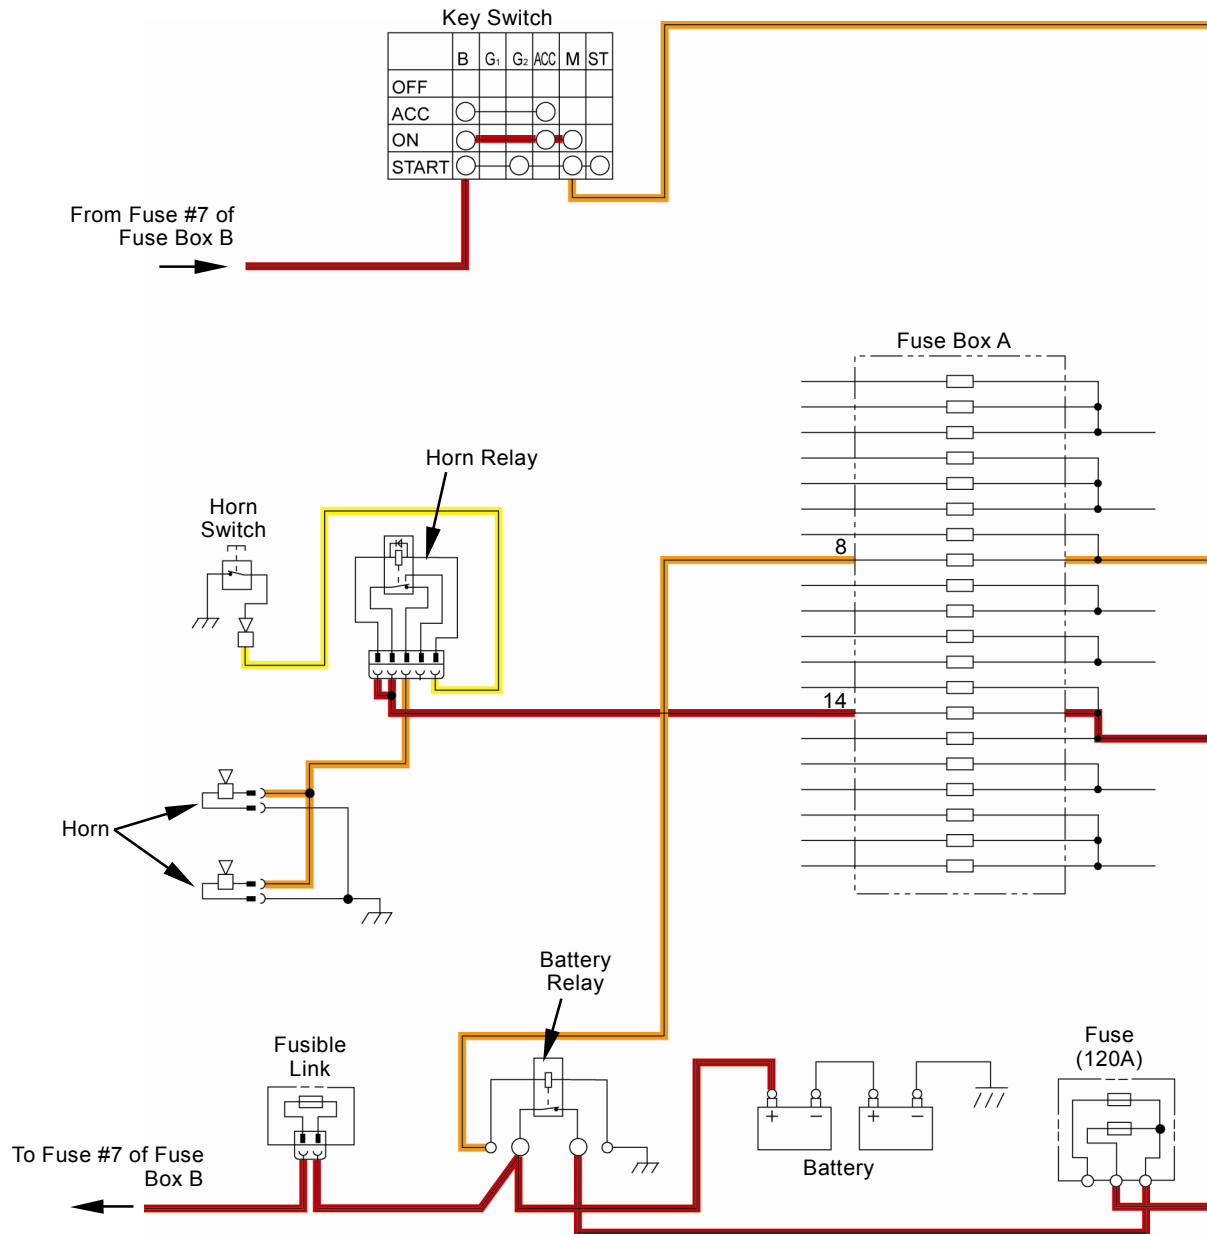 Key Switch
B G1 G2 ACC M ST
OFF
ACC
ON
START
From Fuse #7 of
Fuse Box B
Fuse Box A
Horn Relay
Horn
Switch
8
14
Horn
Battery
Relay
Fusible
Link
Fuse
(120A)
+ − + −
To Fuse #7 of Fuse
Box B
Battery